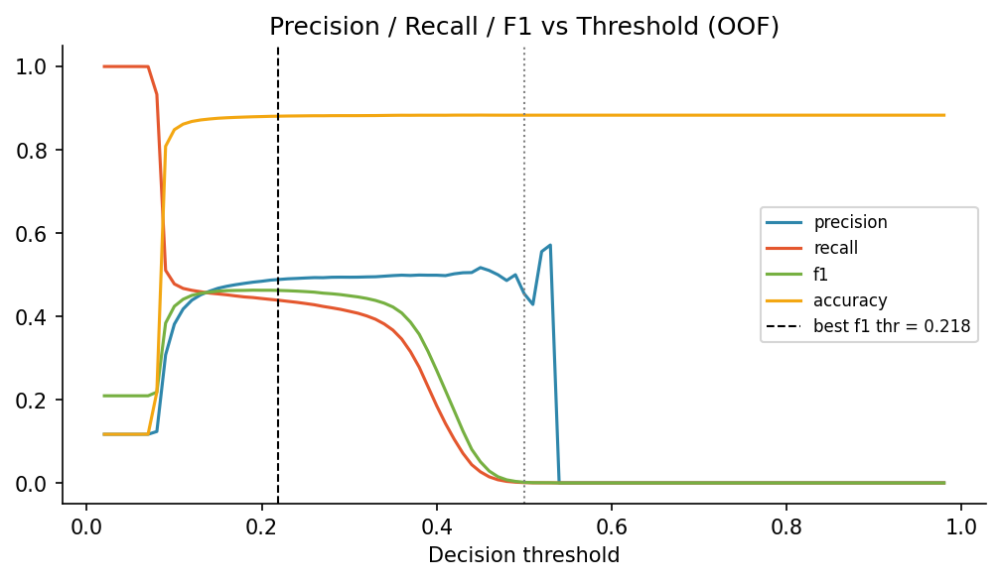 Precision / Recall / F1 vs Threshold (OOF)
1.0
0.8
0.6
0.4
0.2
0.0
precision
recall
f1
accuracy
best f1 thr = 0.218
0.0 0.2 0.4 0.6 0.8 1.0
Decision threshold